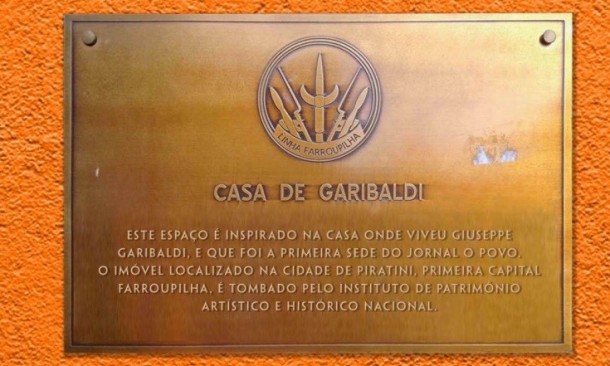 LINHA FARROUPILHA
CASA DE GARIBALDI
ESTE ESPAÇO É INSPIRADO NA CASA ONDE VIVEU GIUSEPPE
GARIBALDI, E QUE FOI A PRIMEIRA SEDE DO JORNAL O POVO.
O IMÓVEL LOCALIZADO NA CIDADE DE PIRATINI, PRIMEIRA CAPITAL
FARROUPILHA, É TOMBADO PELO INSTITUTO DE PATRIMÔNIO
ARTÍSTICO E HISTÓRICO NACIONAL.